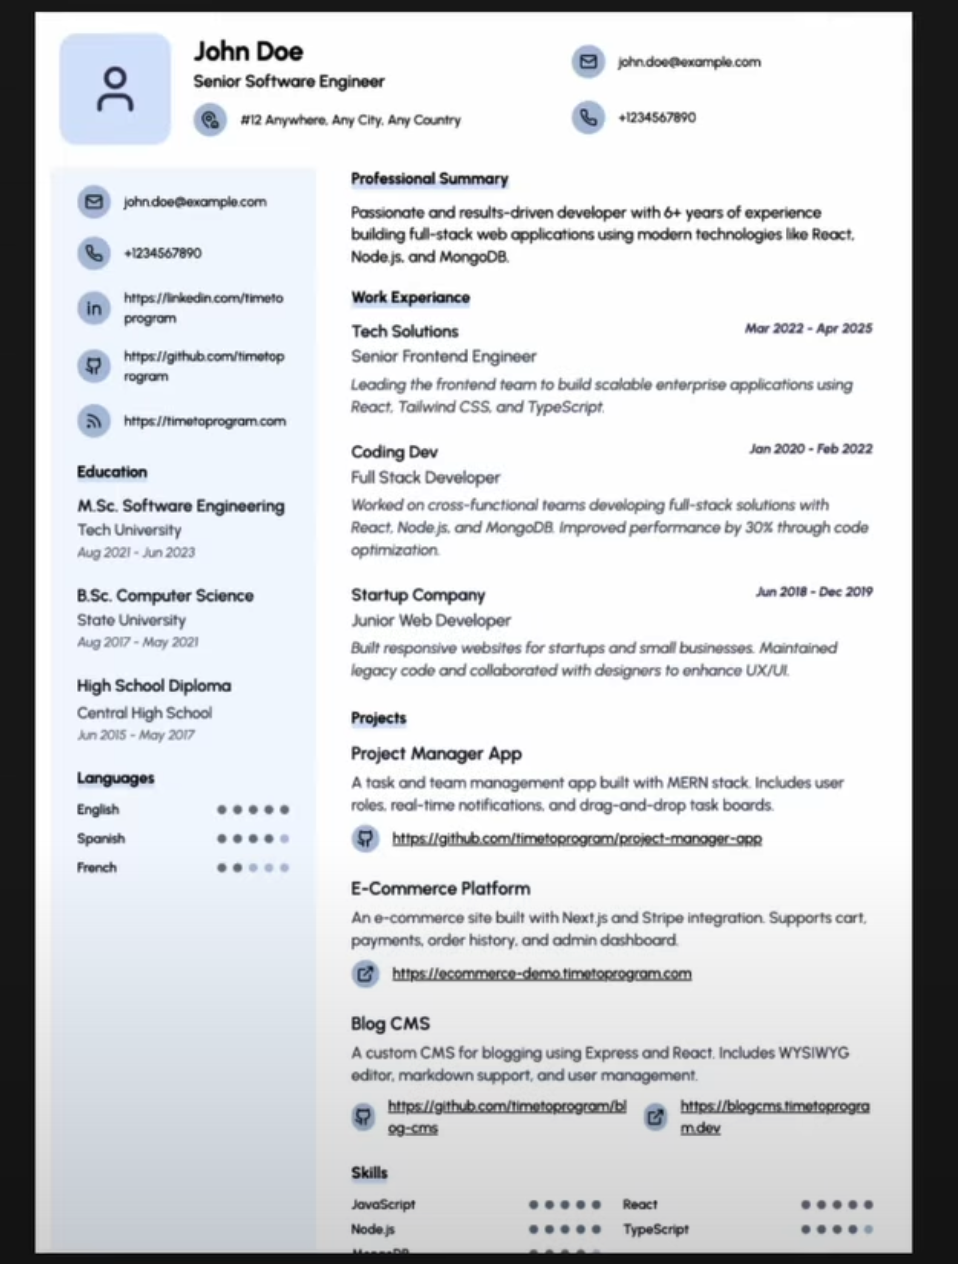 John Doe
Senior Software Engineer
#12 Anywhere, Any City, Any Country
john.doe@example.com
+1234567890
john.doe@example.com
+1234567890
https://linkedin.com/timeto
program
https://github.com/timetop
rogram
https://timetoprogram.com
Education
M.Sc. Software Engineering
Tech University
Aug 2021 - Jun 2023
B.Sc. Computer Science
State University
Aug 2017 - May 2021
High School Diploma
Central High School
Jun 2015 - May 2017
Languages
English
Spanish
French
Professional Summary
Passionate and results-driven developer with 6+ years of experience
building full-stack web applications using modern technologies like React,
Node.js, and MongoDB.
Work Experiance
Tech Solutions
Mar 2022 - Apr 2025
Senior Frontend Engineer
Leading the frontend team to build scalable enterprise applications using
React, Tailwind CSS, and TypeScript.
Coding Dev
Jan 2020 - Feb 2022
Full Stack Developer
Worked on cross-functional teams developing full-stack solutions with
React, Node.js, and MongoDB. Improved performance by 30% through code
optimization.
Startup Company
Jun 2018 - Dec 2019
Junior Web Developer
Built responsive websites for startups and small businesses. Maintained
legacy code and collaborated with designers to enhance UX/UI.
Projects
Project Manager App
A task and team management app built with MERN stack. Includes user
roles, real-time notifications, and drag-and-drop task boards.
https://github.com/timetoprogram/project-manager-app
E-Commerce Platform
An e-commerce site built with Next.js and Stripe integration. Supports cart,
payments, order history, and admin dashboard.
https://ecommerce-demo.timetoprogram.com
Blog CMS
A custom CMS for blogging using Express and React. Includes WYSIWYG
editor, markdown support, and user management.
https://github.com/timetoprogram/bl
og-cms
https://blogcms.timetoprogra
m.dev
Skills
JavaScript
React
Node.js
TypeScript
MongoDB